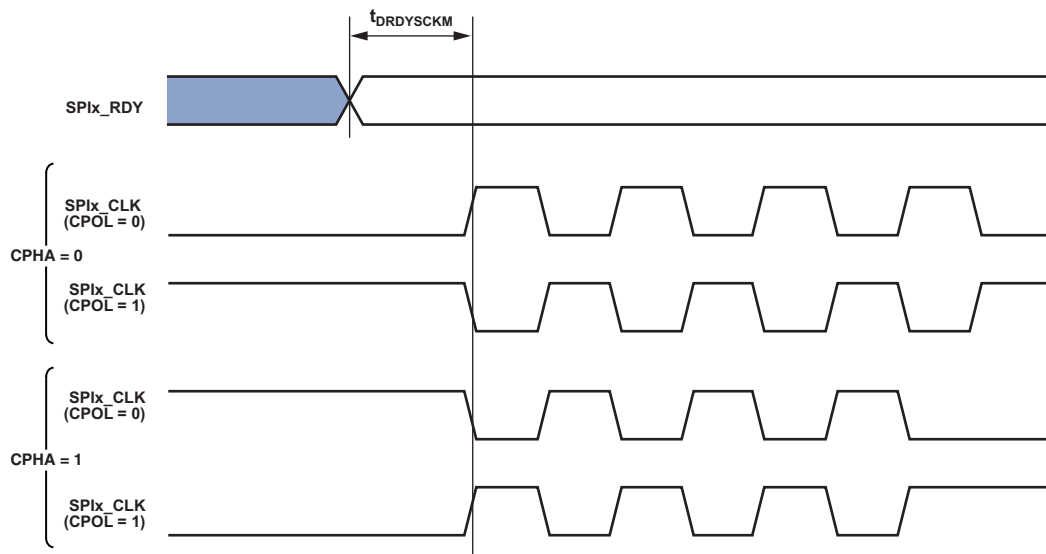 tDRDYSCKM
SPIx_RDY
SPIx_CLK
(CPOL = 0)
CPHA = 0
SPIx_CLK
(CPOL = 1)
SPIx_CLK
(CPOL = 0)
CPHA = 1
SPIx_CLK
(CPOL = 1)